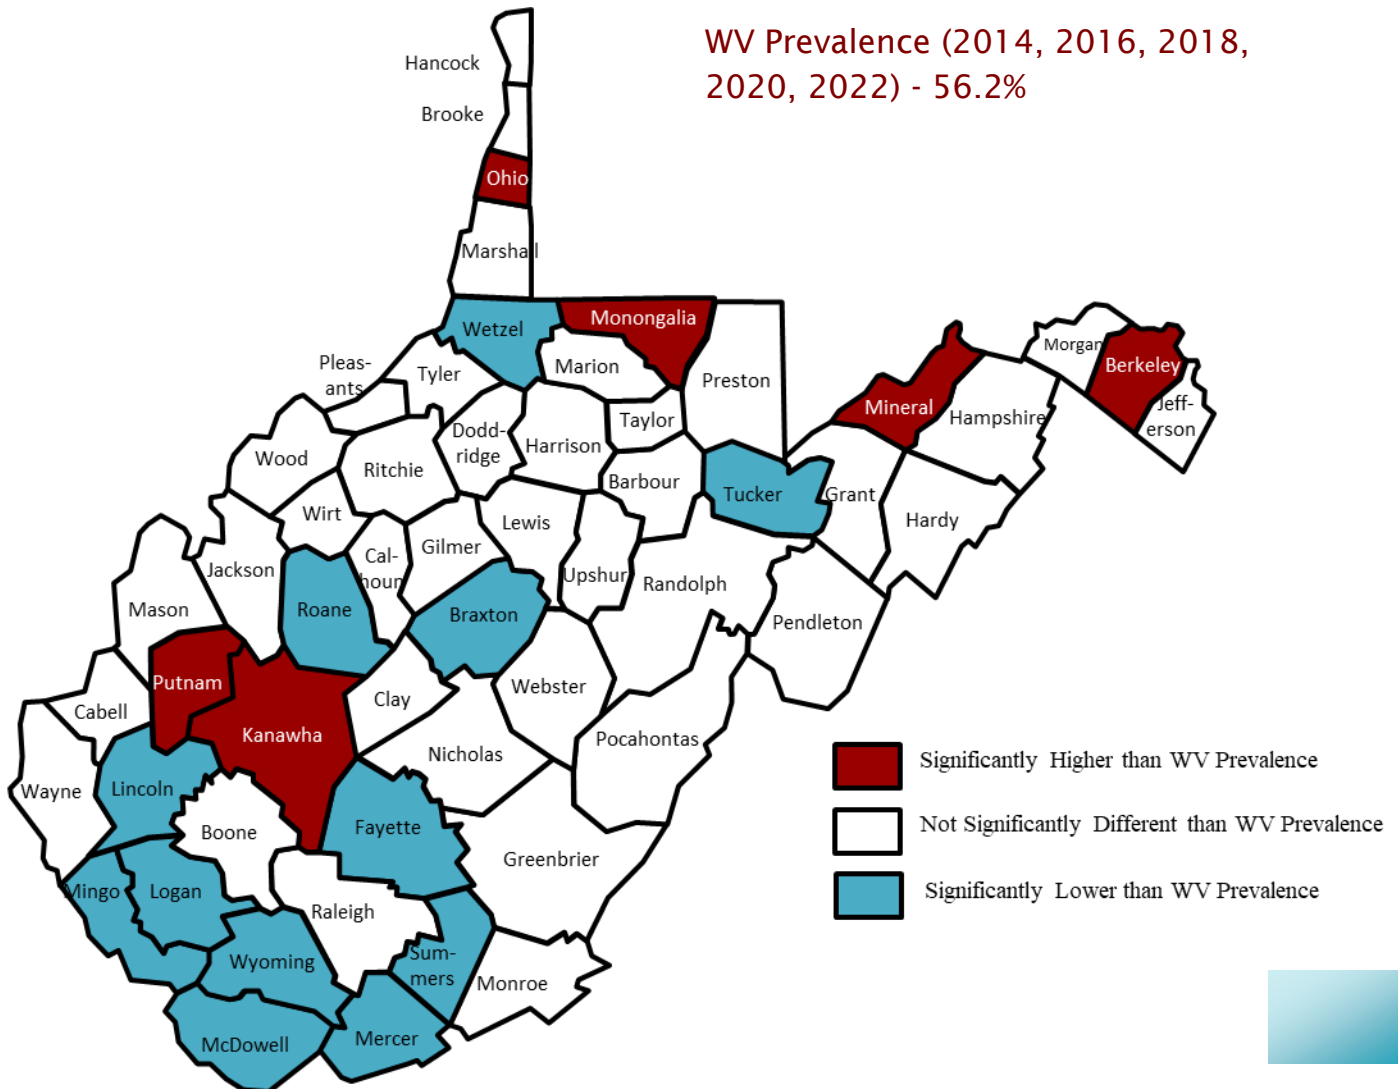 WV Prevalence (2014, 2016, 2018,
2020, 2022) - 56.2%
Hancock
Brooke
Ohio
Marshall
Wetzel
Monongalia
Marion
Preston
Pleas-
ants
Tyler
Taylor
Dodd-
ridge
Harrison
Mineral
Hampshire
Morgan
Berkeley
Jeff-
erson
Wood
Ritchie
Barbour
Tucker
Grant
Hardy
Wirt
Lewis
Gilmer
Cal-
houn
Jackson
Upshur
Randolph
Mason
Roane
Braxton
Pendleton
Putnam
Clay
Webster
Cabell
Kanawha
Nicholas
Pocahontas
Wayne
Lincoln
Boone
Fayette
Greenbrier
Mingo
Logan
Raleigh
Wyoming
Sum-
mers
Monroe
McDowell
Mercer
Significantly Higher than WV Prevalence
Not Significantly Different than WV Prevalence
Significantly Lower than WV Prevalence